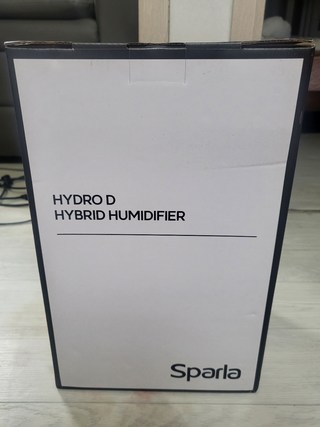 HYDRO D
HYBRID HUMIDIFIER
Sparla